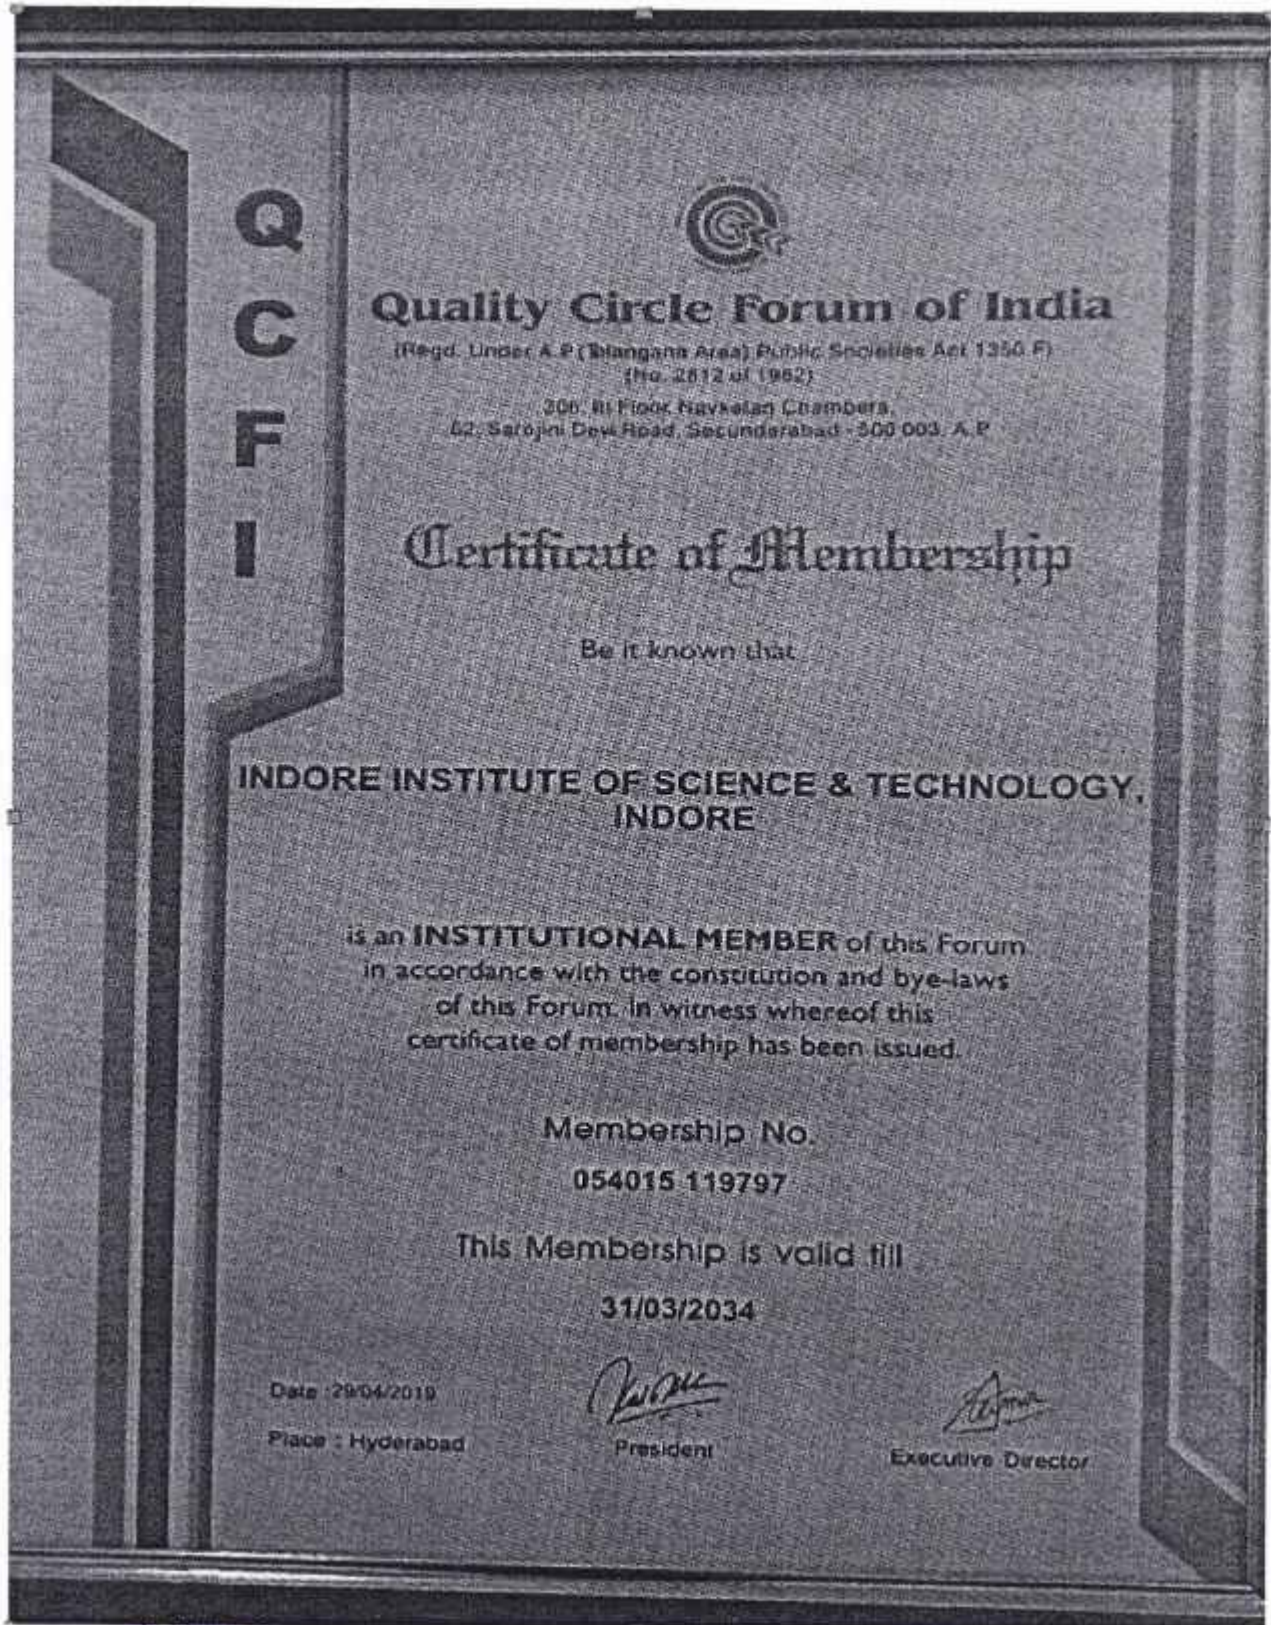 Q
C
F
I
Quality Circle Forum of India
(Regd. Under A.P. (Telangana Area) Public Societies Act 1350 F)
(No. 2612 of 1982)
Floor, Navketan Chambers,
62, Sarojini Devi Road, Secunderabad - 500 003, A.P
Certificate of Membership
Be it known that
INDORE INSTITUTE OF SCIENCE & TECHNOLOGY,
INDORE
is an INSTITUTIONAL MEMBER of this Forum
in accordance with the constitution and bye-laws
of this Forum. In witness whereof this
certificate of membership has been issued.
Membership No.
054015 119797
This Membership is valid till
31/03/2034
Date :29/04/2019
Place : Hyderabad
President
Executive Director